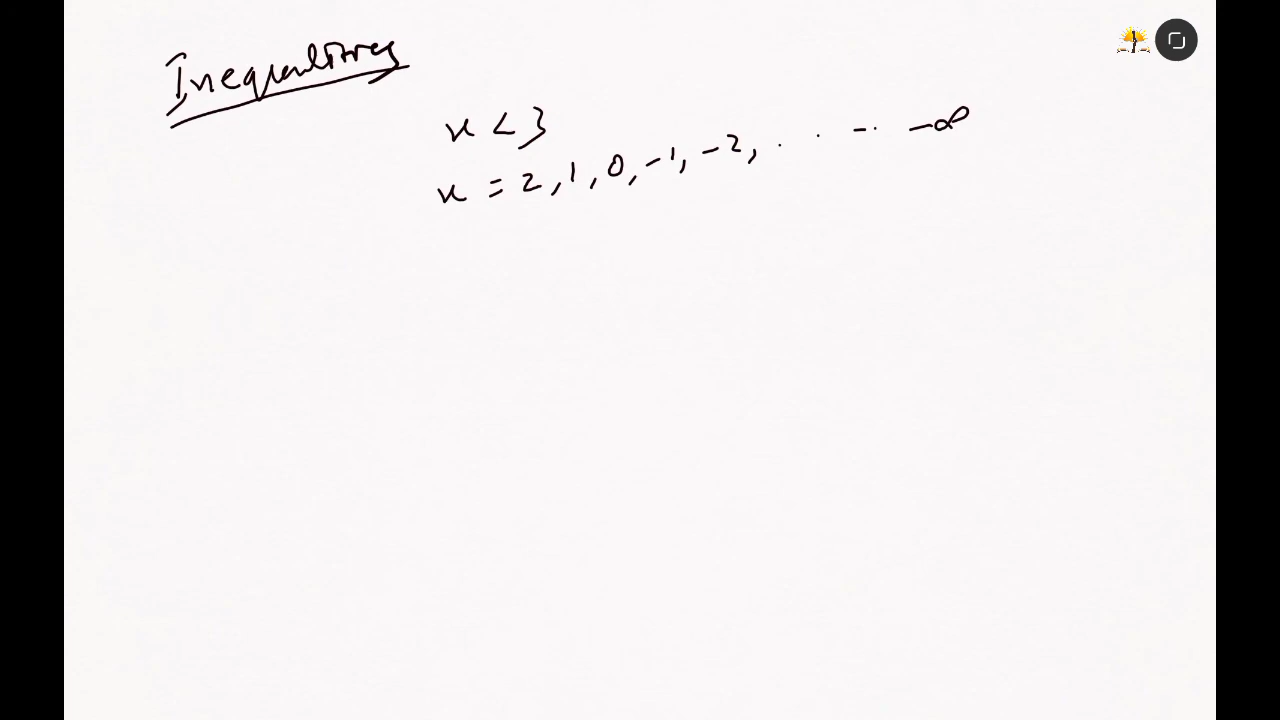 Inequalities
x < 3
x = 2, 1, 0, -1, -2, . . - . -∞